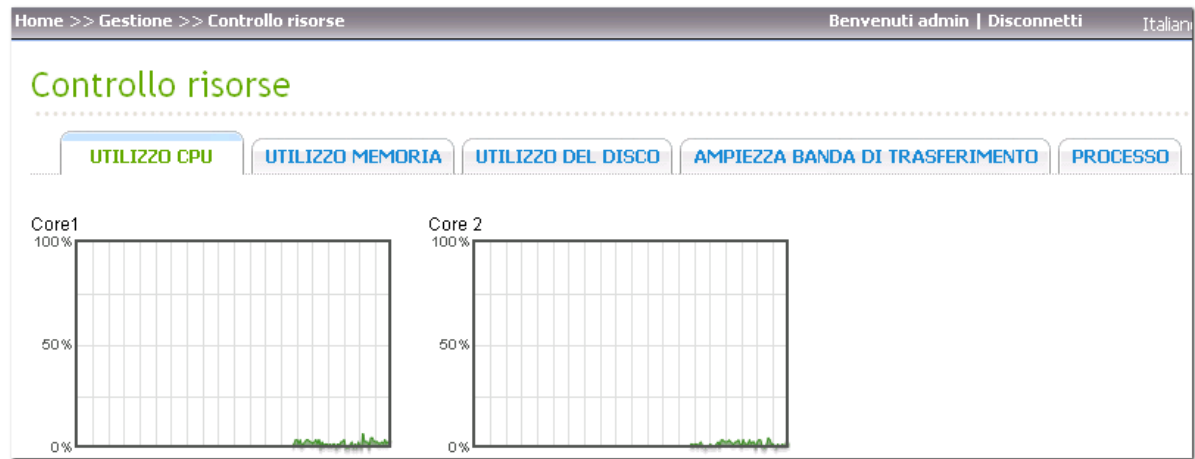 Home >> Gestione >> Controllo risorse Benvenuti admin | Disconnetti
Controllo risorse
UTILIZZO CPU UTILIZZO MEMORIA UTILIZZO DEL DISCO AMPIEZZA BANDA DI TRASFERIMENTO PROCESSO
Core1 Core 2
100% 100%
50% 50%
0% 0%